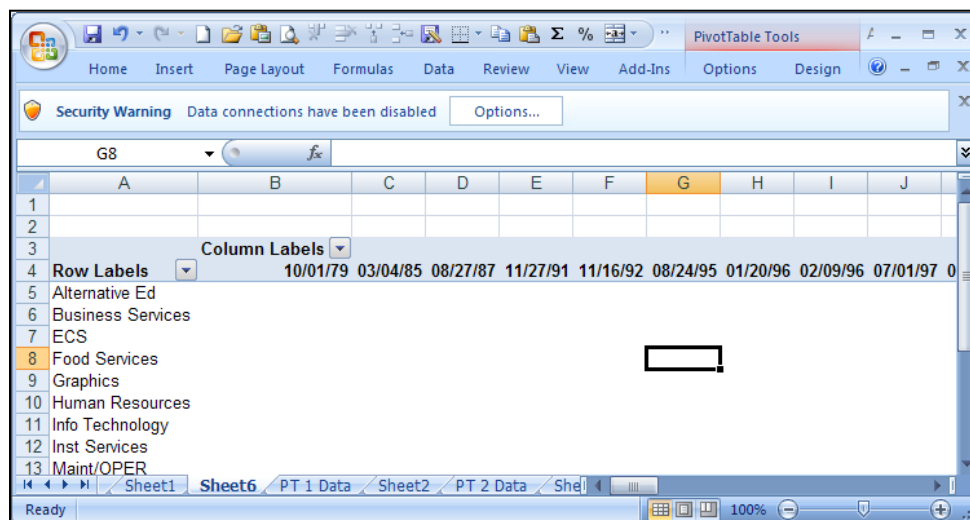 PivotTable Tools
Home Insert Page Layout Formulas Data Review View Add-Ins Options Design
Security Warning Data connections have been disabled Options...
G8 fx
A B C D E F G H I J
1
2
3 Column Labels
4 Row Labels 10/01/79 03/04/85 08/27/87 11/27/91 11/16/92 08/24/95 01/20/96 02/09/96 07/01/97 0
5 Alternative Ed
6 Business Services
7 ECS
8 Food Services
9 Graphics
10 Human Resources
11 Info Technology
12 Inst Services
13 Maint/OPER
Sheet1 Sheet6 PT 1 Data Sheet2 PT 2 Data She
Ready 100%